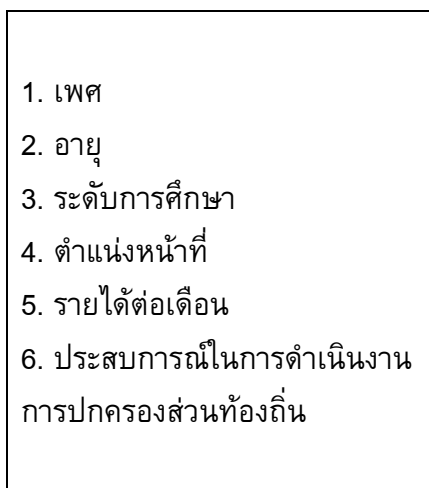 1. เพศ
2. อายุ
3. ระดับการศึกษา
4. ตำแหน่งหน้าที่
5. รายได้ต่อเดือน
6. ประสบการณ์ในการดำเนินงาน
การปกครองส่วนท้องถิ่น